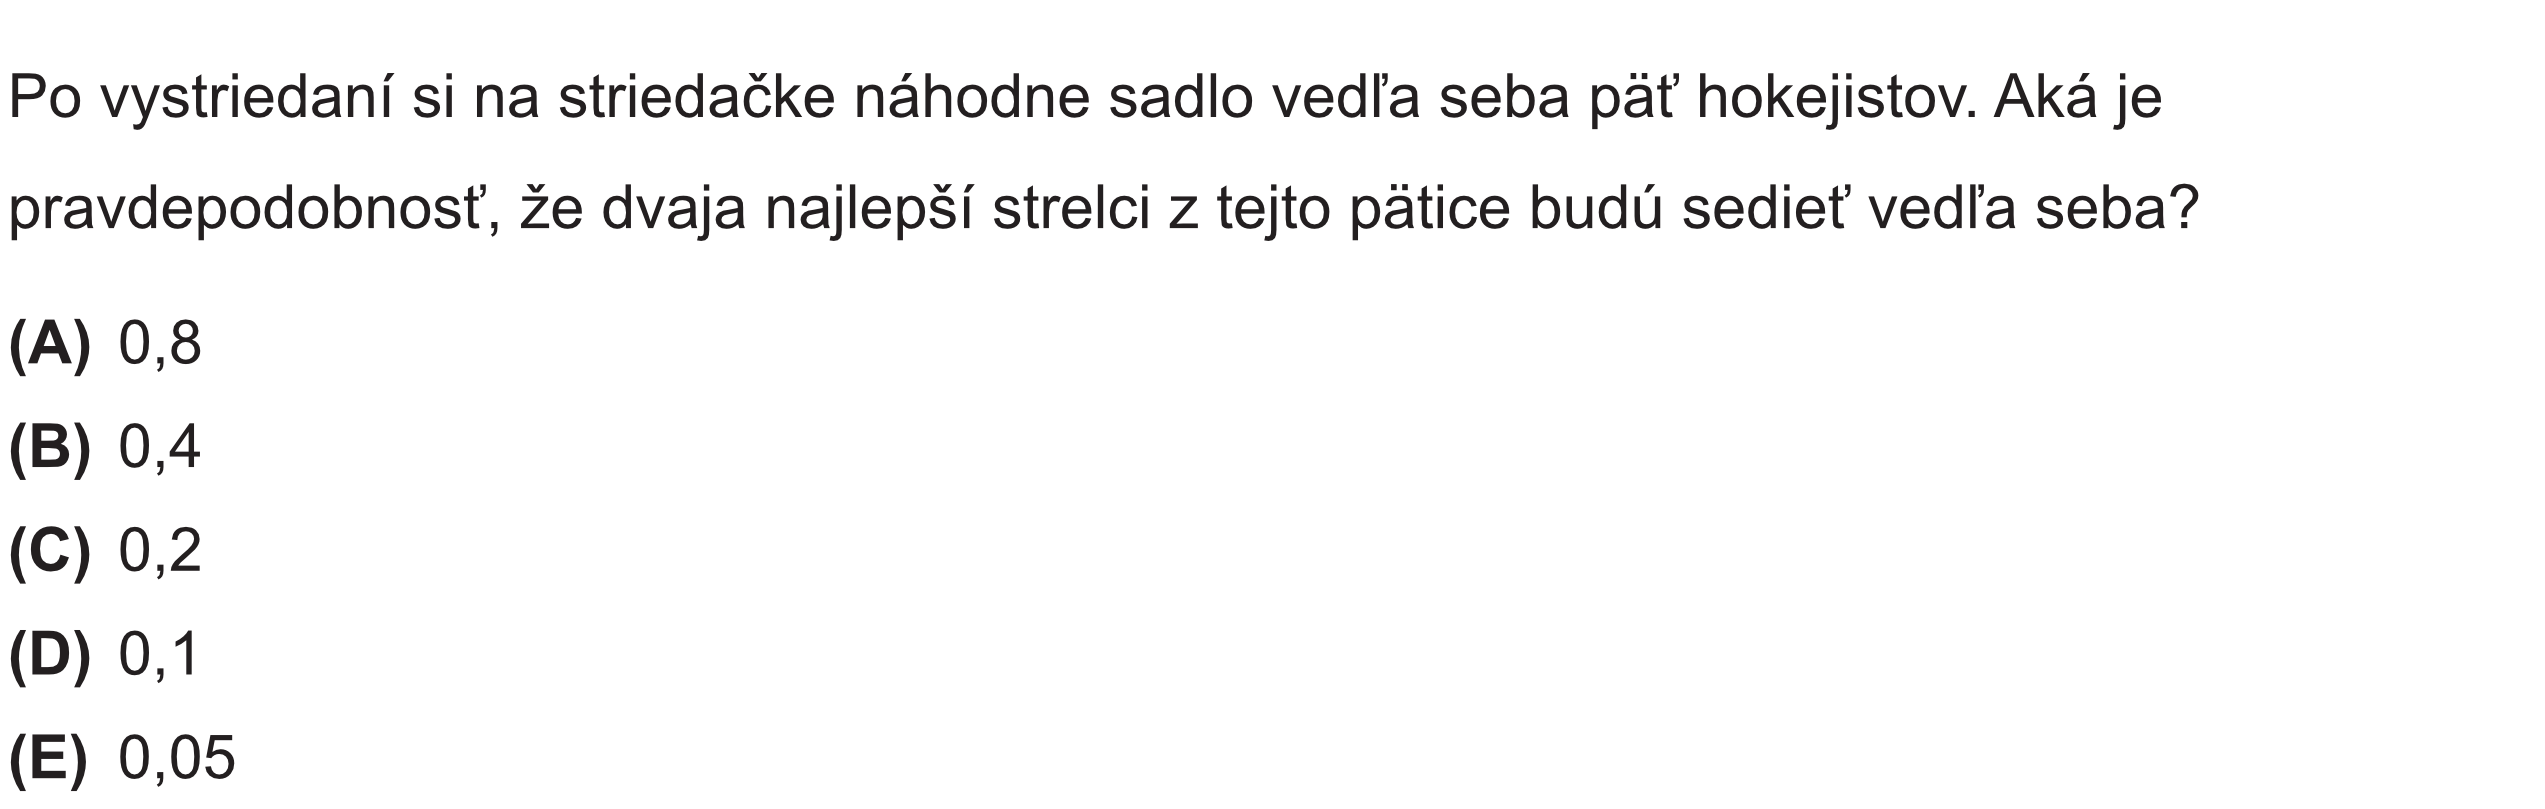 Po vystriedaní si na striedačke náhodne sadlo vedľa seba päť hokejistov. Aká je
pravdepodobnosť, že dvaja najlepší strelci z tejto pätice budú sedieť vedľa seba?
(A) 0,8
(B) 0,4
(C) 0,2
(D) 0,1
(E) 0,05